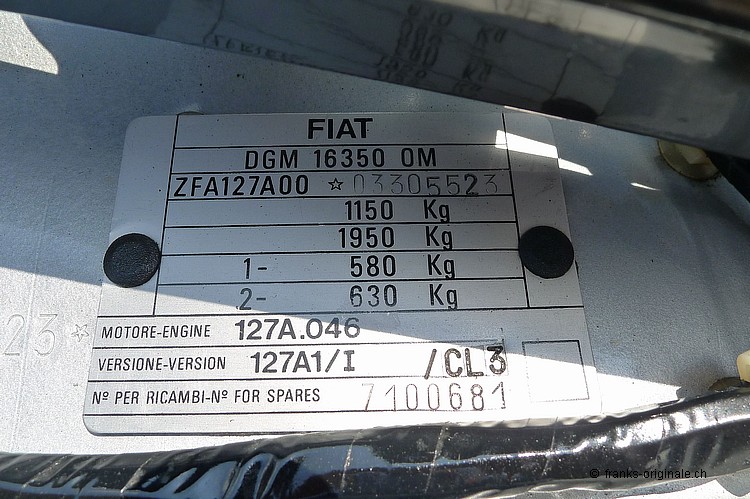 FIAT
DGM 16350 OM
ZFA127A00 ☆03305523
1150 Kg
1950 Kg
1- 580 Kg
2- 630 Kg
23☆
MOTORE-ENGINE 127A.046
VERSIONE-VERSION 127A1/I /CL3
Nº PER RICAMBI-Nº FOR SPARES 7100681
© franks-originale.ch